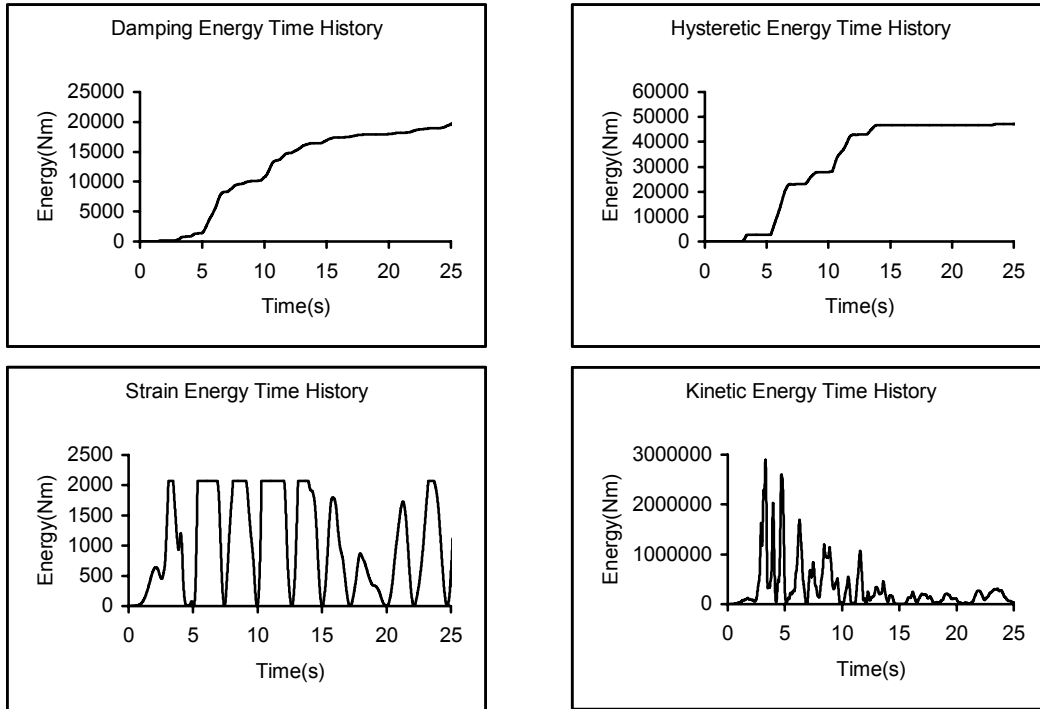 Damping Energy Time History
25000
20000
15000
10000
5000
0
Energy(Nm)
0 5 10 15 20 25
Time(s)
Hysteretic Energy Time History
60000
50000
40000
30000
20000
10000
0
Energy(Nm)
0 5 10 15 20 25
Time(s)
Strain Energy Time History
2500
2000
1500
1000
500
0
Energy(Nm)
0 5 10 15 20 25
Time(s)
Kinetic Energy Time History
3000000
2000000
1000000
0
Energy(Nm)
0 5 10 15 20 25
Time(s)